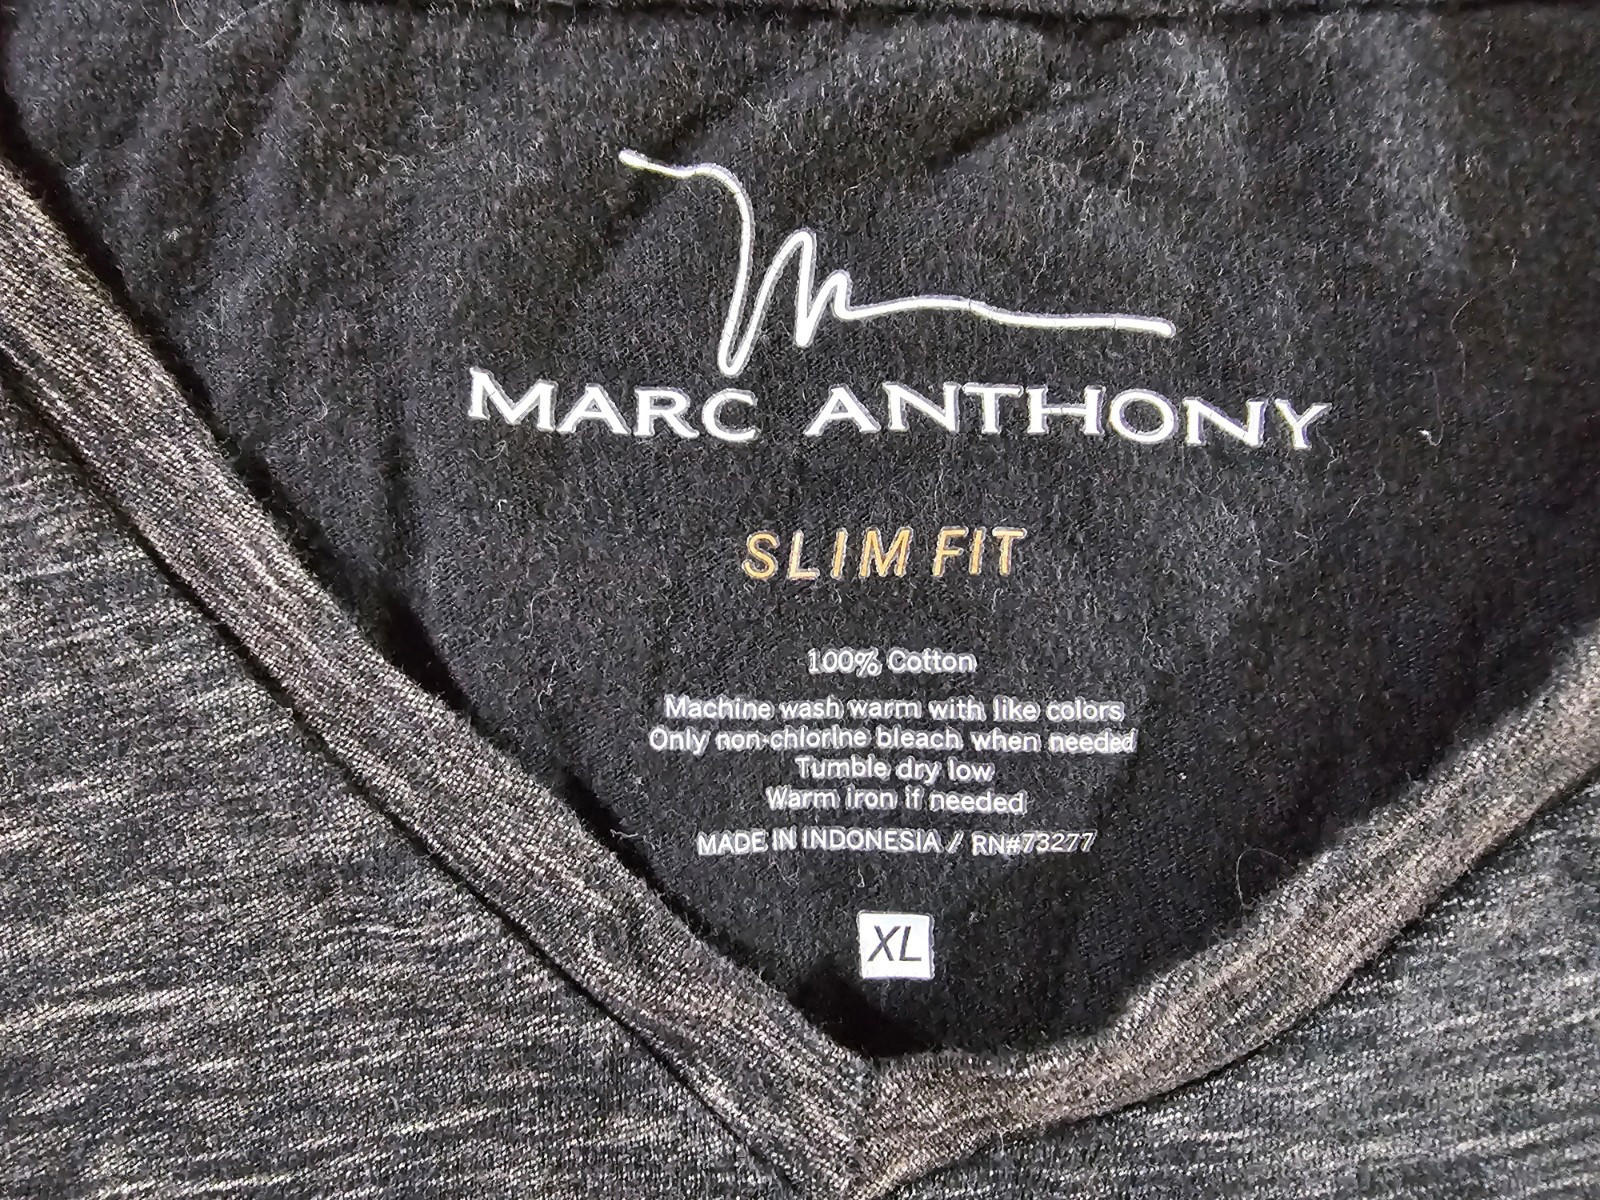 MARC ANTHONY
SLIM FIT
100% Cotton
Machine wash warm with like colors
Only non-chlorine bleach when needed
Tumble dry low
Warm iron if needed
MADE IN INDONESIA / RN#73277
XL